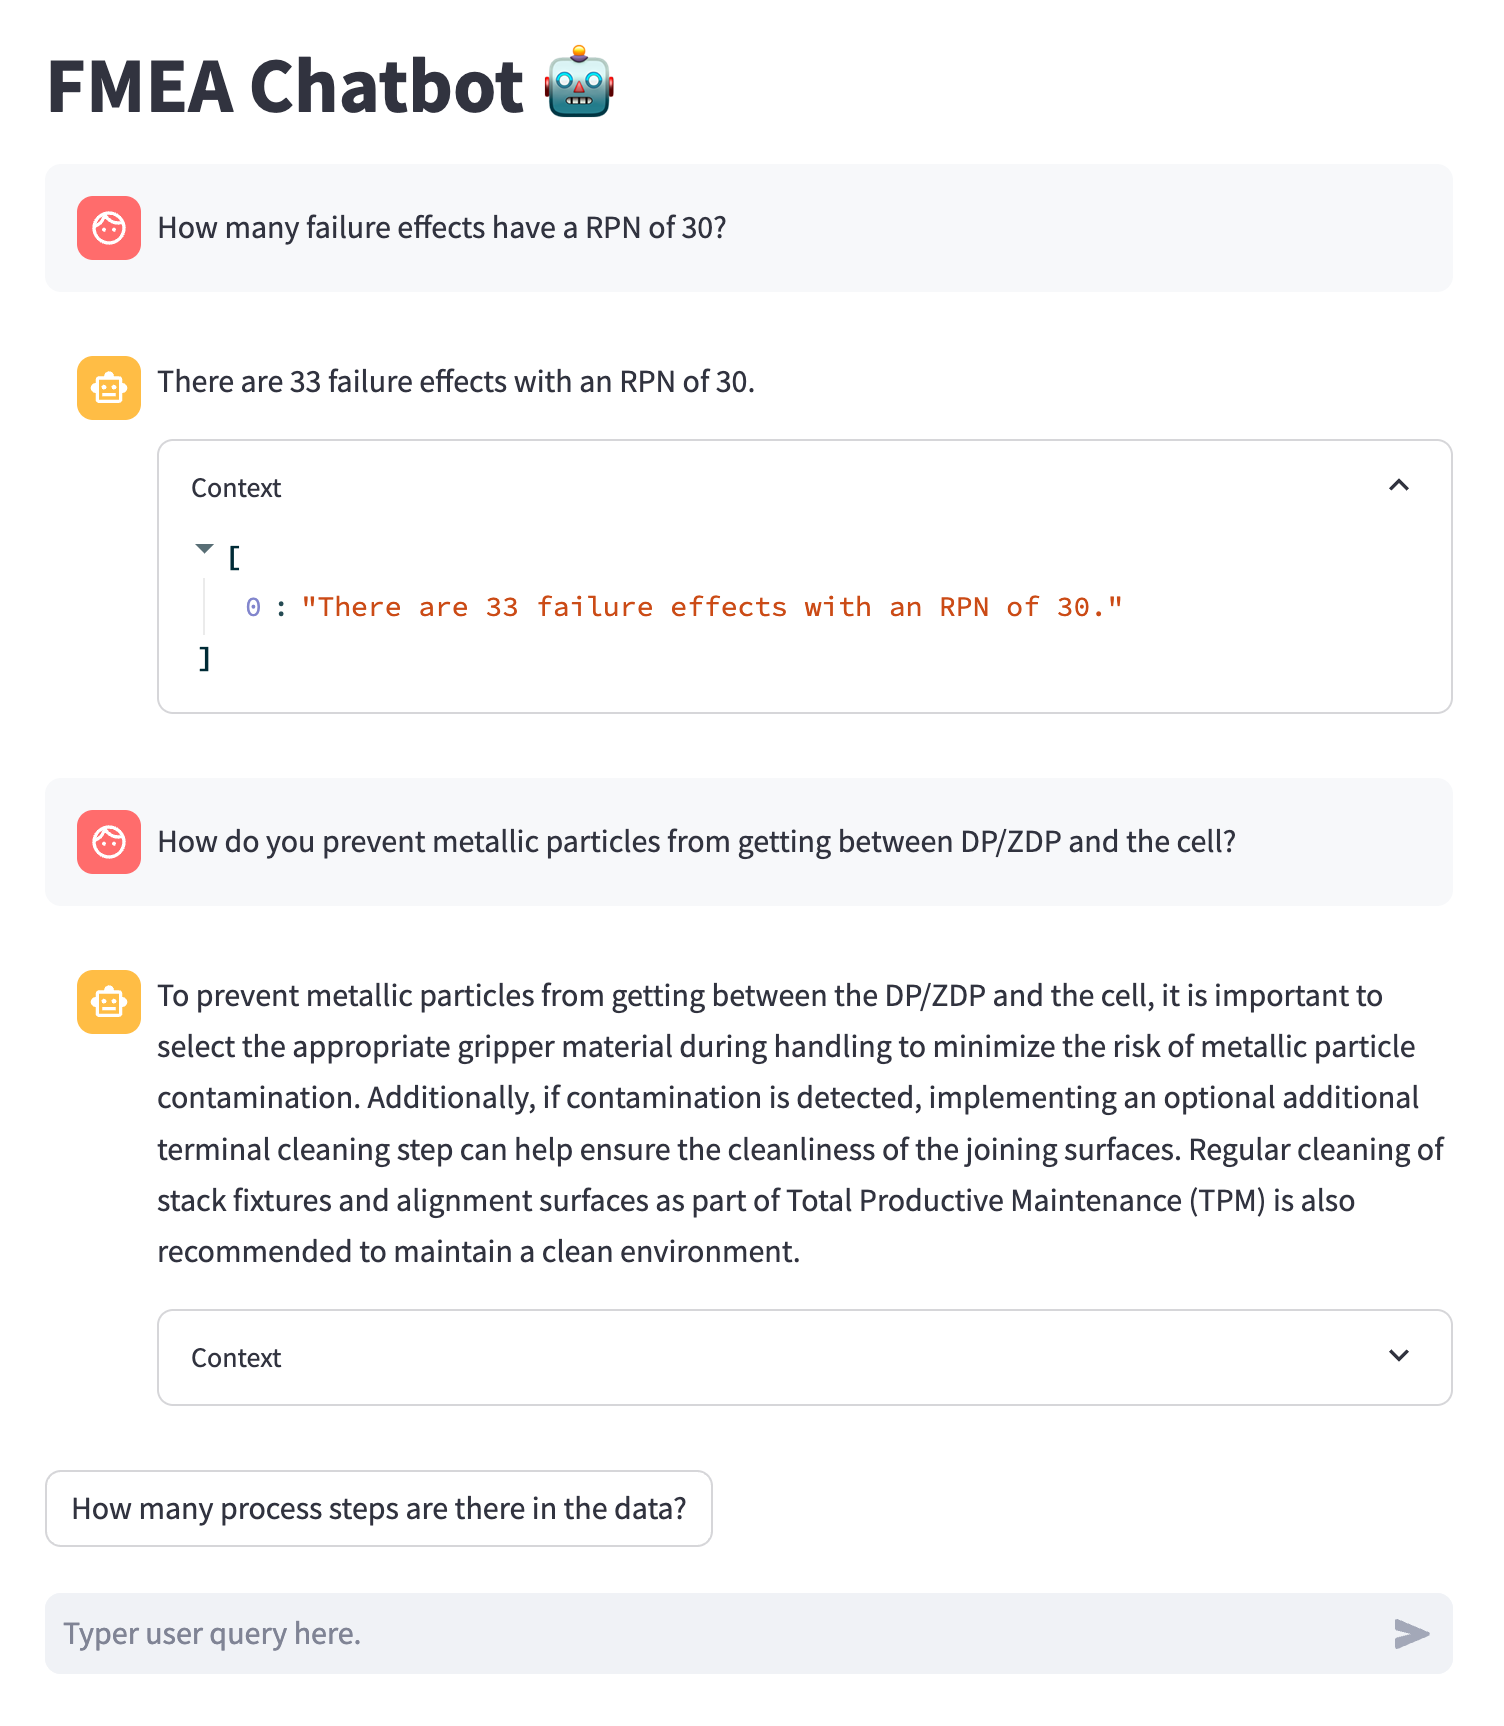 FMEA Chatbot
How many failure effects have a RPN of 30?
There are 33 failure effects with an RPN of 30.
Context
[
0 : "There are 33 failure effects with an RPN of 30."
]
How do you prevent metallic particles from getting between DP/ZDP and the cell?
To prevent metallic particles from getting between the DP/ZDP and the cell, it is important to
select the appropriate gripper material during handling to minimize the risk of metallic particle
contamination. Additionally, if contamination is detected, implementing an optional additional
terminal cleaning step can help ensure the cleanliness of the joining surfaces. Regular cleaning of
stack fixtures and alignment surfaces as part of Total Productive Maintenance (TPM) is also
recommended to maintain a clean environment.
Context
How many process steps are there in the data?
Typer user query here.